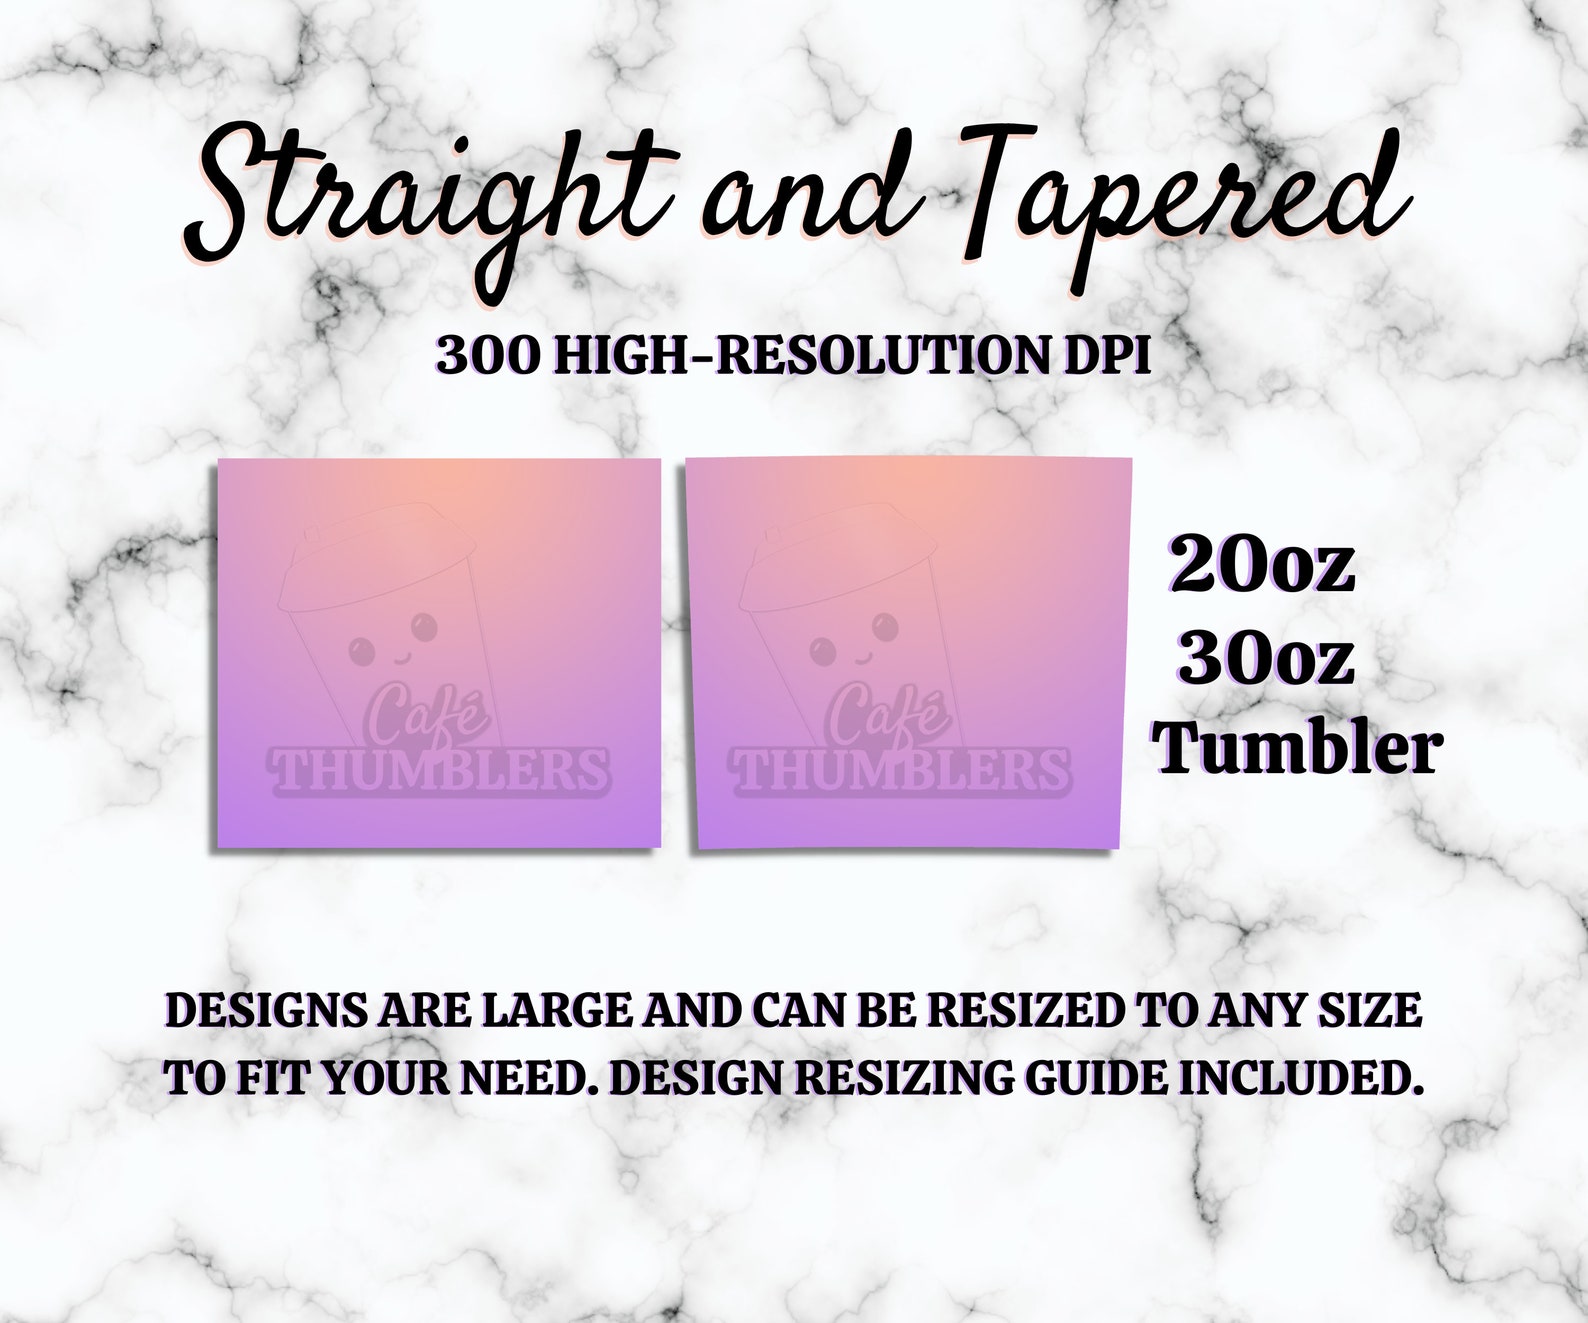 Straight and Tapered
300 HIGH-RESOLUTION DPI
Café
THUMBLERS
Café
THUMBLERS
20oz
30oz
Tumbler
DESIGNS ARE LARGE AND CAN BE RESIZED TO ANY SIZE
TO FIT YOUR NEED. DESIGN RESIZING GUIDE INCLUDED.